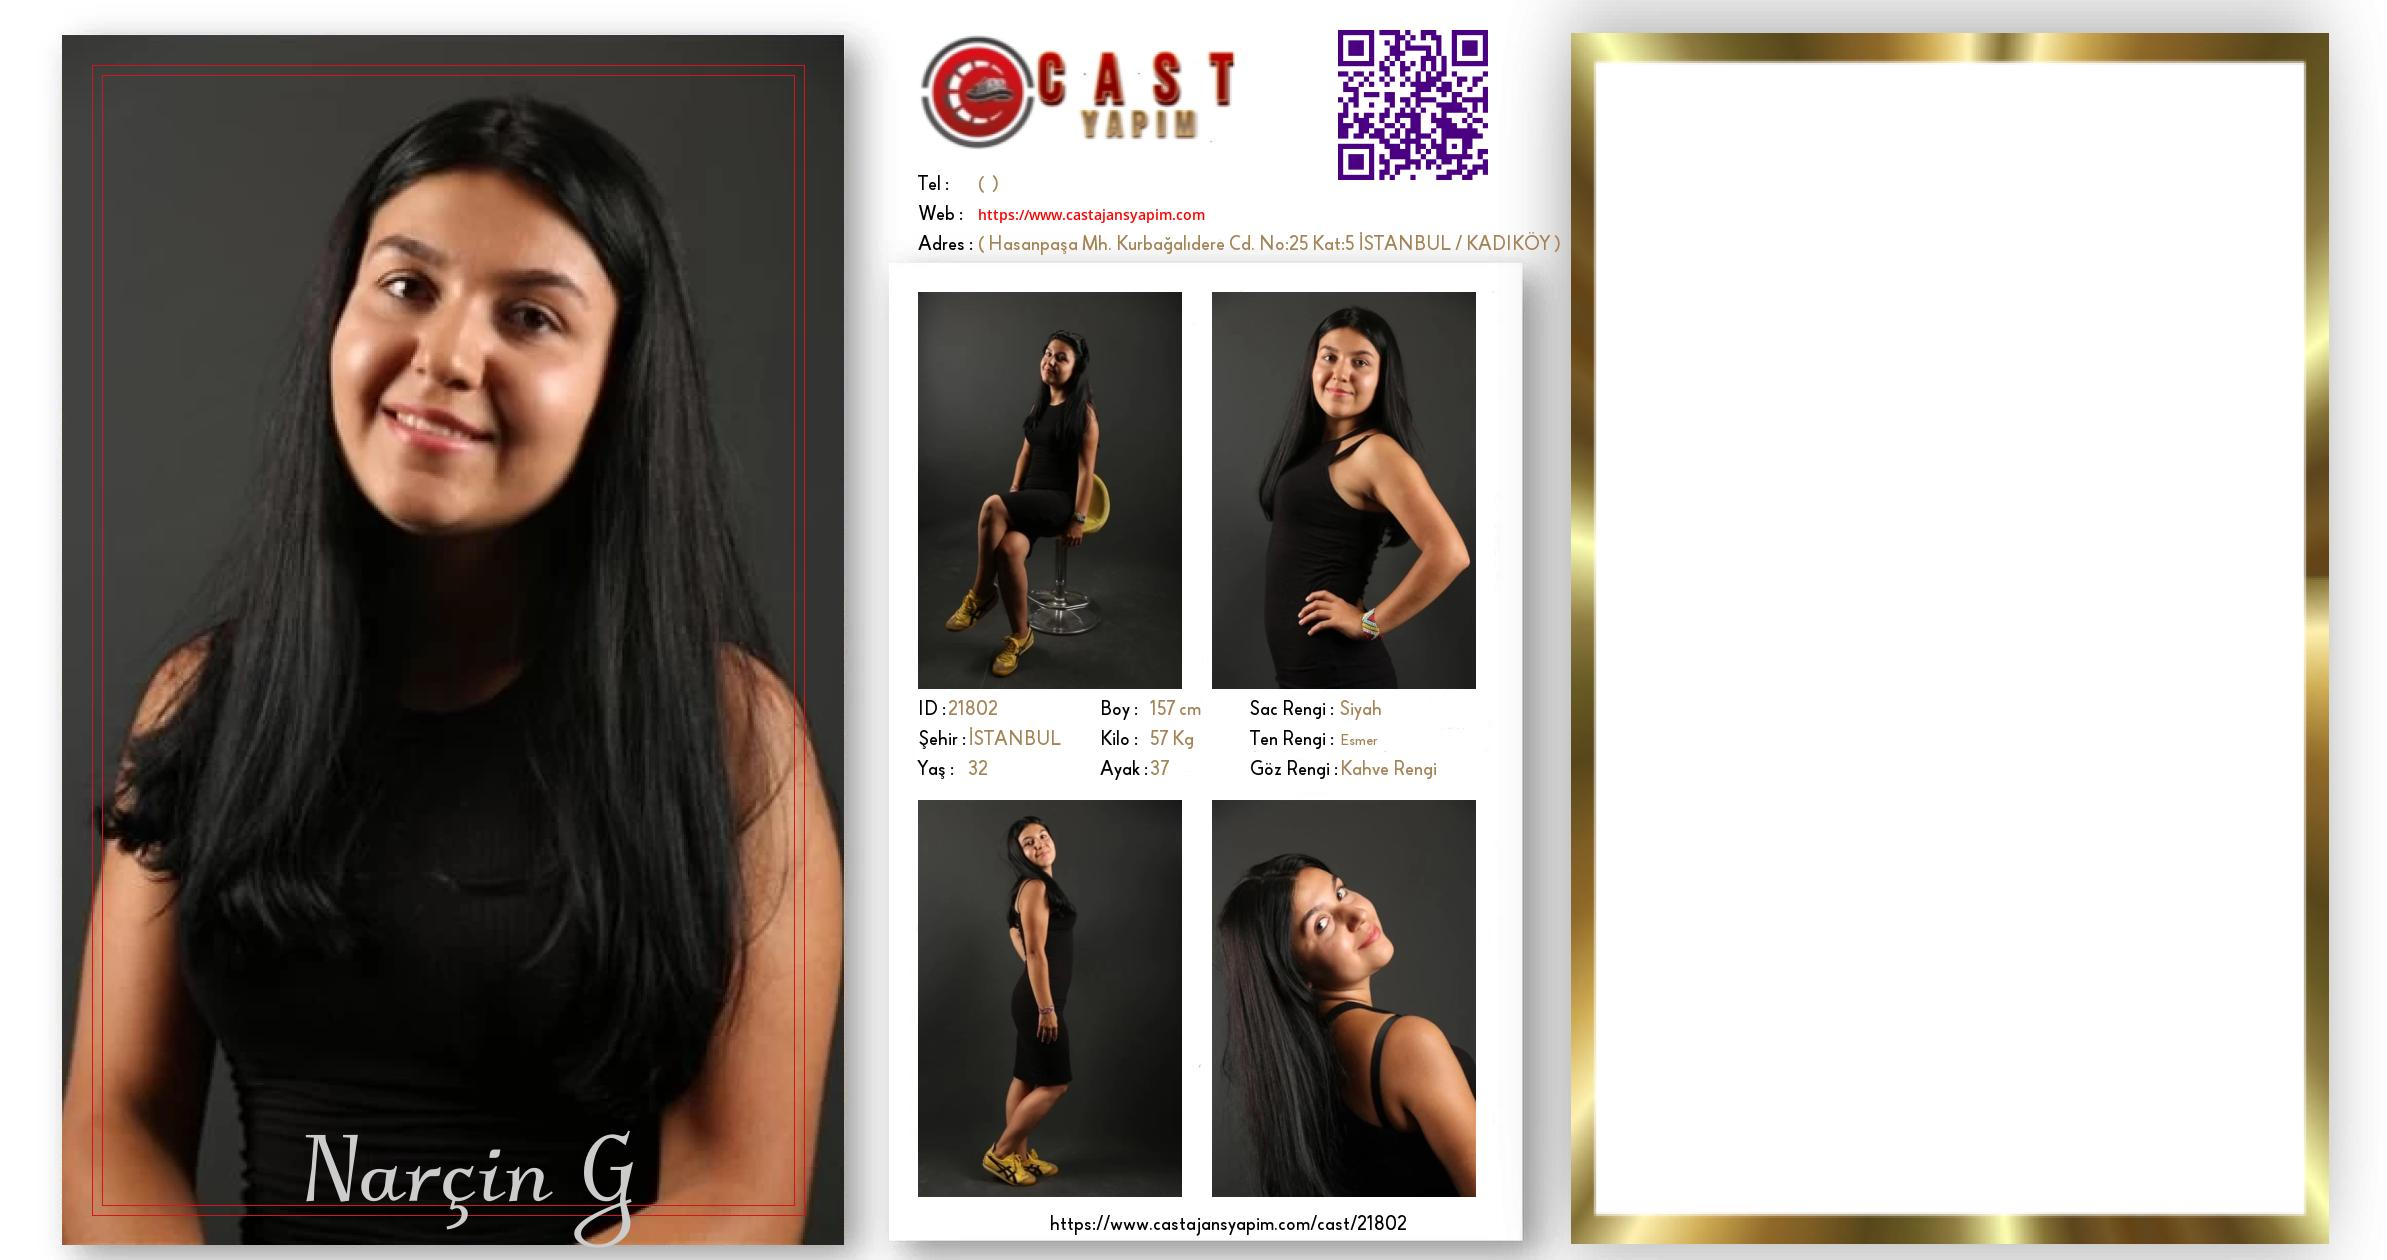 Narçin G
CAST
YAPIM
Tel : ( )
Web : https://www.castajansyapim.com
Adres : ( Hasanpaşa Mh. Kurbağalıdere Cd. No:25 Kat:5 İSTANBUL / KADIKÖY )
ID : 21802 Boy : 157 cm Sac Rengi : Siyah
Şehir : İSTANBUL Kilo : 57 Kg Ten Rengi : Esmer
Yaş : 32 Ayak : 37 Göz Rengi : Kahve Rengi
https://www.castajansyapim.com/cast/21802